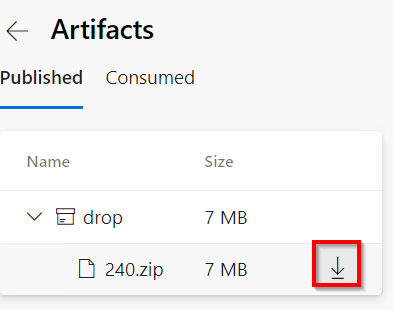 Artifacts
Published Consumed
Name Size
drop 7 MB
240.zip 7 MB